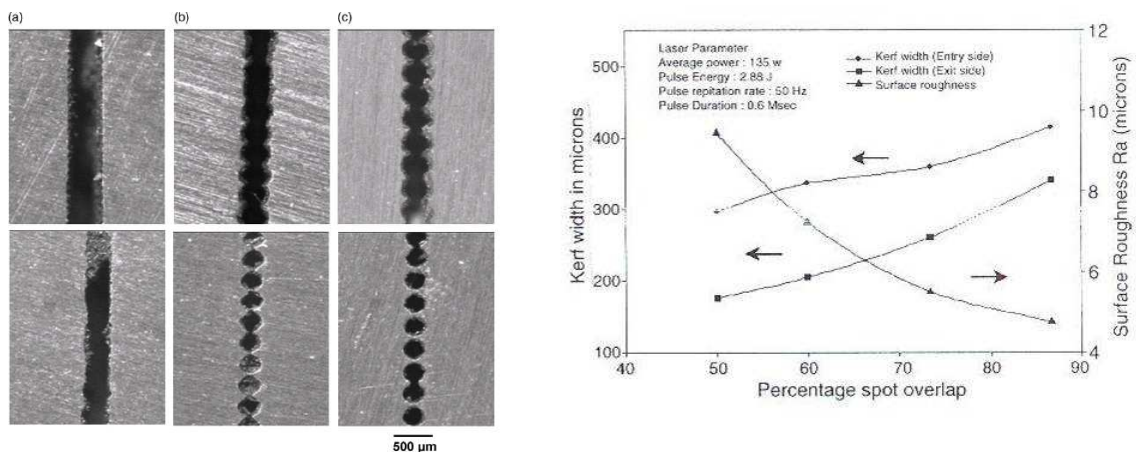 (a)
(b)
(c)
500 µm
Laser Parameter
Average power : 135 w
Pulse Energy : 2.88 J
Pulse repitation rate : 50 Hz
Pulse Duration : 0.6 Msec
Kerf width (Entry side)
Kerf width (Exit side)
Surface roughness
Kerf width in microns
500
400
300
200
100
40
50
60
70
80
90
Percentage spot overlap
12
10
8
6
4
Surface Roughness Ra (microns)